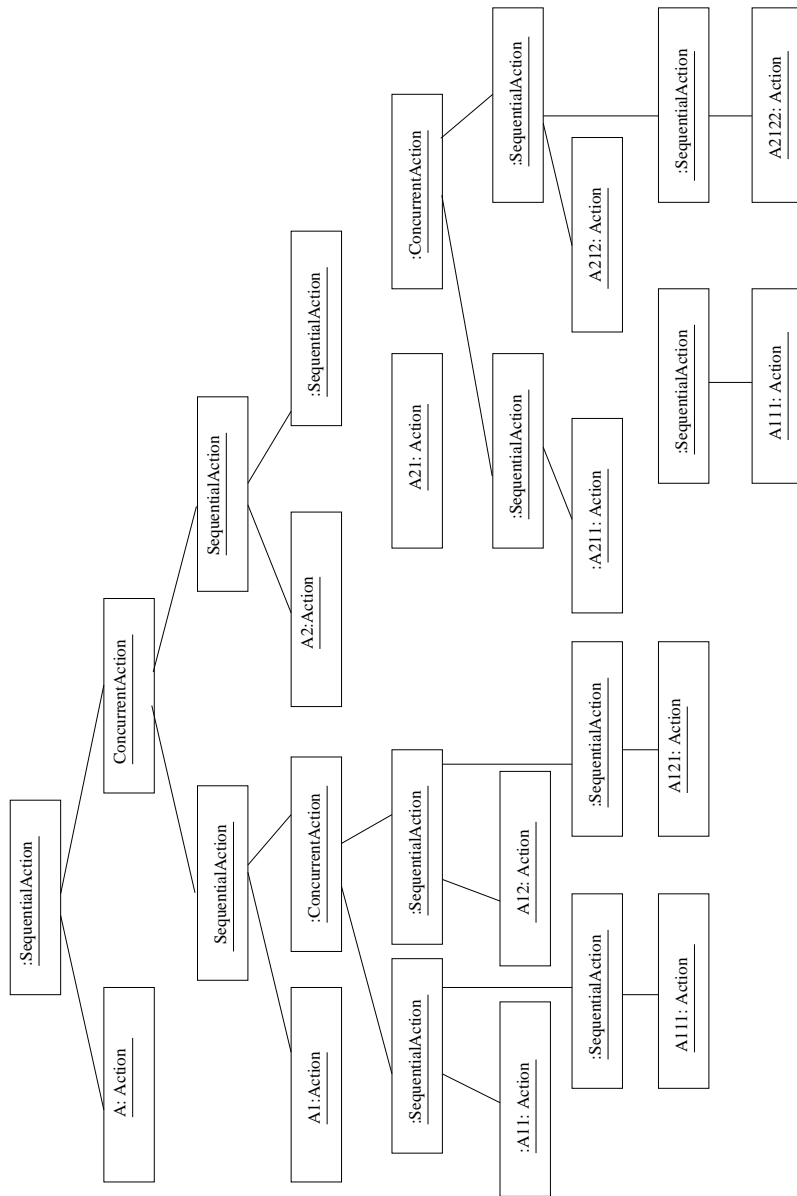 :SequentialAction
A: Action
ConcurrentAction
SequentialAction
SequentialAction
A1:Action
:ConcurrentAction
A2:Action
:SequentialAction
:SequentialAction
:SequentialAction
A21: Action
:ConcurrentAction
:A11: Action
A12: Action
:SequentialAction
:SequentialAction
:SequentialAction
:SequentialAction
:A211: Action
A212: Action
A111: Action
A121: Action
:SequentialAction
:SequentialAction
A111: Action
A2122: Action